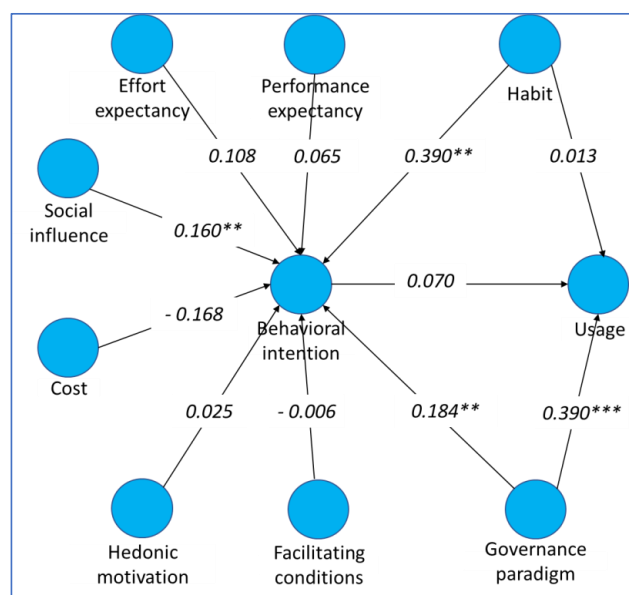 Effort
expectancy
Performance
expectancy
Habit
0.108
0.065
0.390**
0.013
Social
influence
0.160**
0.070
- 0.168
Behavioral
intention
Usage
Cost
0.025
- 0.006
0.184**
0.390***
Hedonic
motivation
Facilitating
conditions
Governance
paradigm